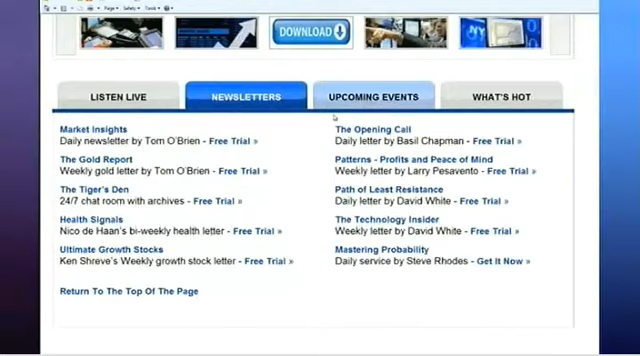 Page Safety Tools
DOWNLOAD
NY
LISTEN LIVE
NEWSLETTERS
UPCOMING EVENTS
WHAT'S HOT
Market Insights
Daily newsletter by Tom O'Brien - Free Trial »
The Gold Report
Weekly gold letter by Tom O'Brien - Free Trial »
The Tiger's Den
24/7 chat room with archives - Free Trial »
Health Signals
Nico de Haan's bi-weekly health letter - Free Trial »
Ultimate Growth Stocks
Ken Shreve's Weekly growth stock letter - Free Trial »
Return To The Top Of The Page
The Opening Call
Daily letter by Basil Chapman - Free Trial »
Patterns - Profits and Peace of Mind
Weekly letter by Larry Pesavento - Free Trial »
Path of Least Resistance
Daily letter by David White - Free Trial »
The Technology Insider
Weekly letter by David White - Free Trial »
Mastering Probability
Daily service by Steve Rhodes - Get It Now »